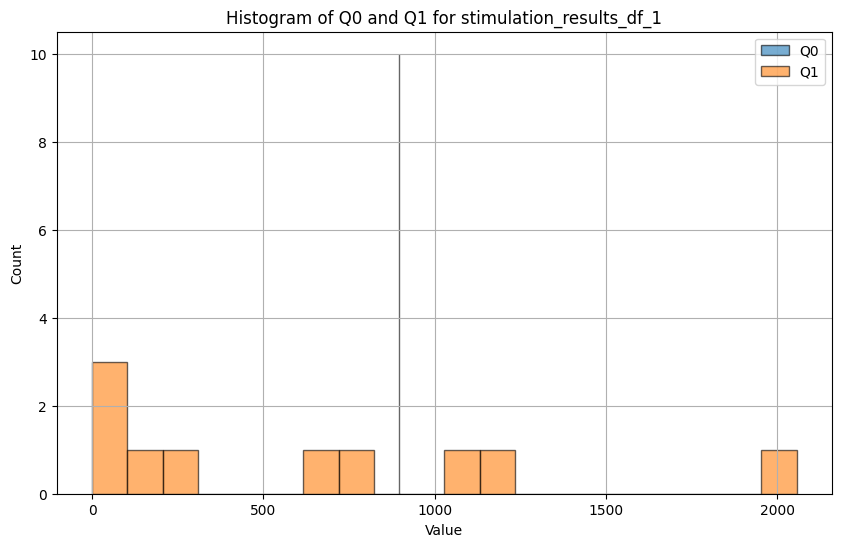 Histogram of Q0 and Q1 for stimulation_results_df_1
Q0
Q1
10
8
6
4
2
0
Count
0 500 1000 1500 2000
Value